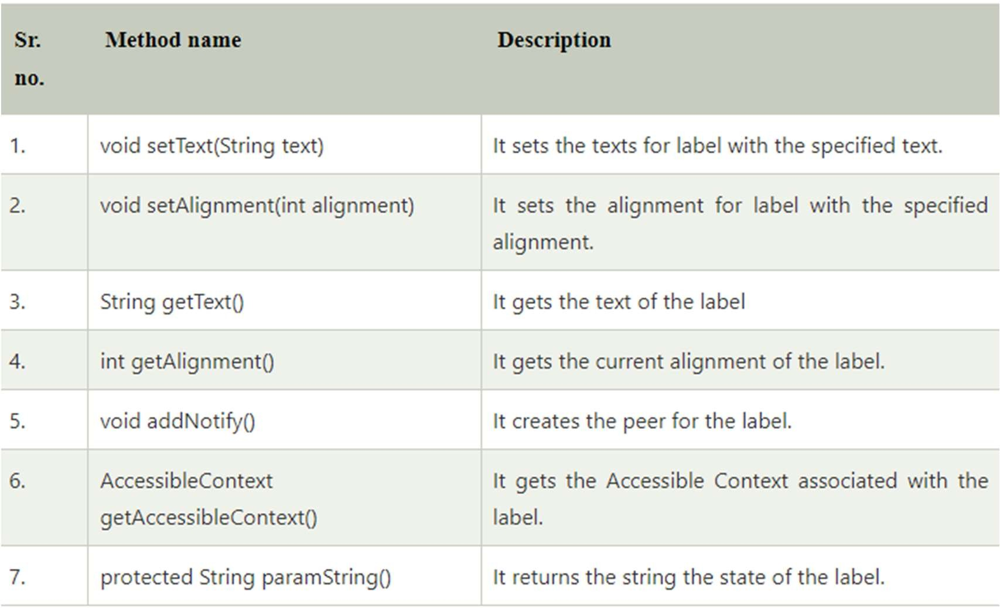 Sr. no. Method name Description
1. void setText(String text) It sets the texts for label with the specified text.
2. void setAlignment(int alignment) It sets the alignment for label with the specified
alignment.
3. String getText() It gets the text of the label
4. int getAlignment() It gets the current alignment of the label.
5. void addNotify() It creates the peer for the label.
6. AccessibleContext It gets the Accessible Context associated with the
getAccessibleContext() label.
7. protected String paramString() It returns the string the state of the label.